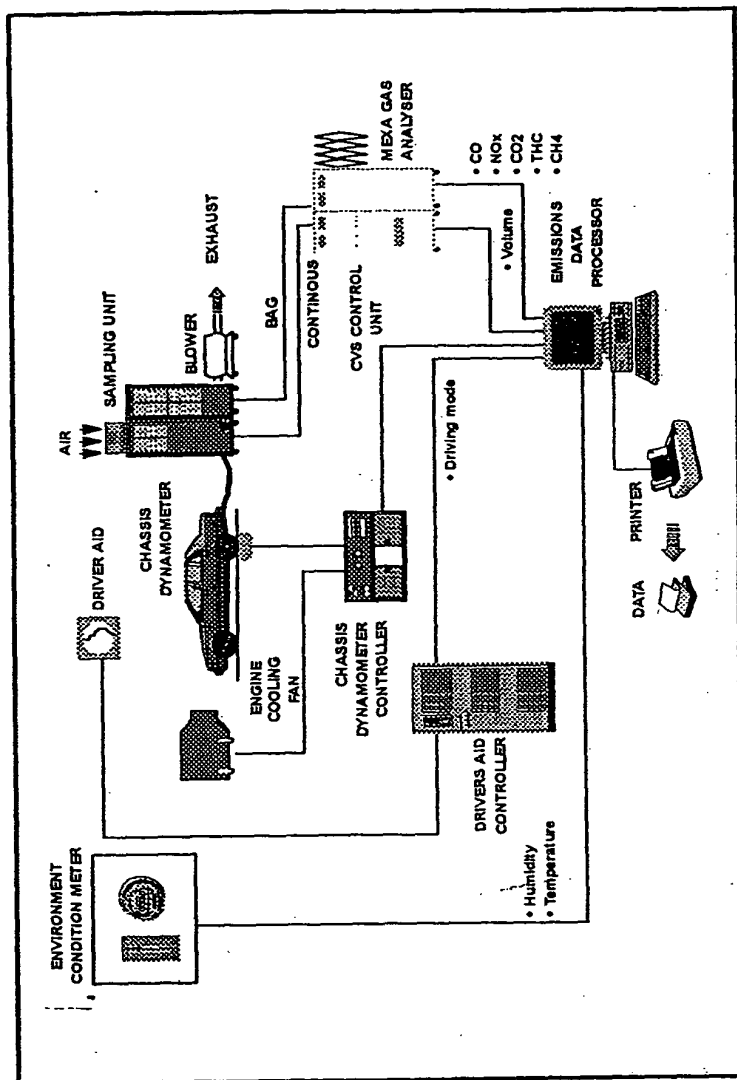 ENVIRONMENT
CONDITION METER
DRIVER AID
CHASSIS
DYNAMOMETER
AIR
SAMPLING UNIT
BLOWER
EXHAUST
ENGINE
COOLING
FAN
BAG
CONTINOUS
CVS CONTROL
UNIT
MEXA GAS
ANALYSER
CHASSIS
DYNAMOMETER
CONTROLLER
DRIVERS AID
CONTROLLER
• Driving mode
• Volume
• CO
• NOx
• CO2
• THC
• CH4
• Humidity
• Temperature
EMISSIONS
DATA
PROCESSOR
PRINTER
DATA